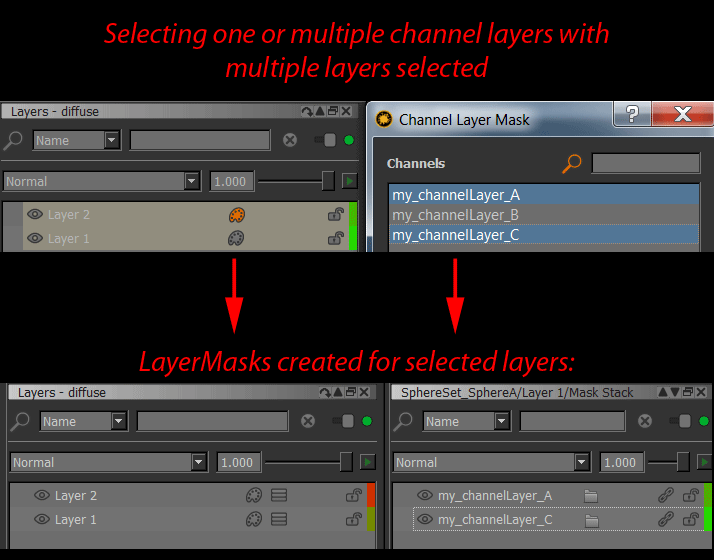 Selecting one or multiple channel layers with
multiple layers selected
Layers - diffuse
Name
Normal
1.000
Layer 2
Layer 1
Channel Layer Mask
?
X
Channels
my_channelLayer_A
my_channelLayer_B
my_channelLayer_C
LayerMasks created for selected layers:
Layers - diffuse
Name
Normal
1.000
Layer 2
Layer 1
SphereSet_SphereA/Layer 1/Mask Stack
Name
Normal
1.000
my_channelLayer_A
my_channelLayer_C